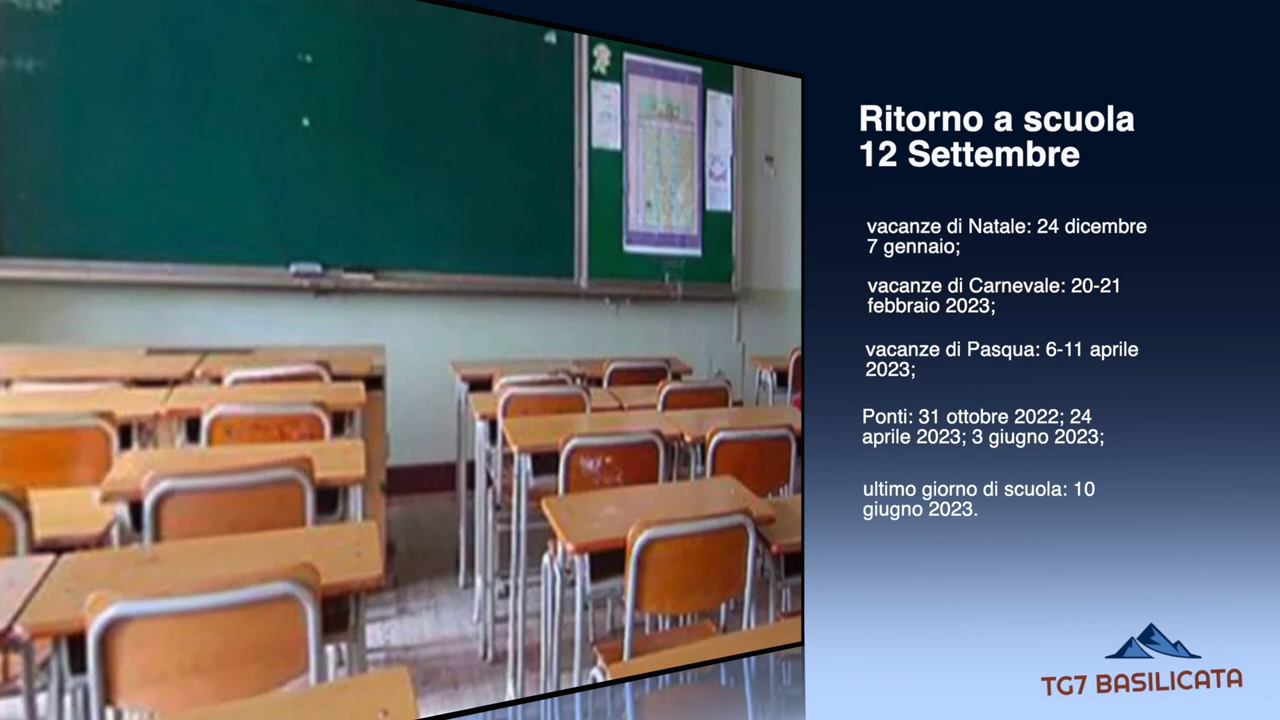 Ritorno a scuola
12 Settembre
vacanze di Natale: 24 dicembre
7 gennaio;
vacanze di Carnevale: 20-21
febbraio 2023;
vacanze di Pasqua: 6-11 aprile
2023;
Ponti: 31 ottobre 2022; 24
aprile 2023; 3 giugno 2023;
ultimo giorno di scuola: 10
giugno 2023.
TG7 BASILICATA